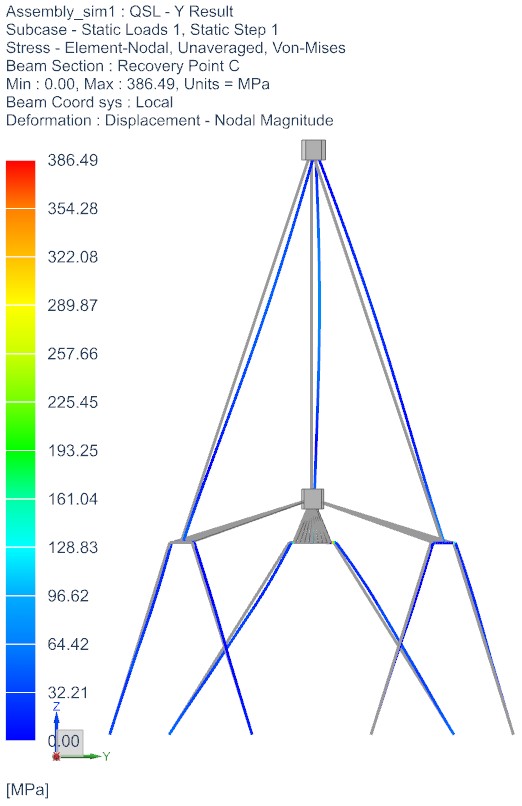 Assembly_sim1 : QSL - Y Result
Subcase - Static Loads 1, Static Step 1
Stress - Element-Nodal, Unaveraged, Von-Mises
Beam Section : Recovery Point C
Min : 0.00, Max : 386.49, Units = MPa
Beam Coord sys : Local
Deformation : Displacement - Nodal Magnitude
386.49
354.28
322.08
289.87
257.66
225.45
193.25
161.04
128.83
96.62
64.42
32.21
Z
0.00
Y
[MPa]